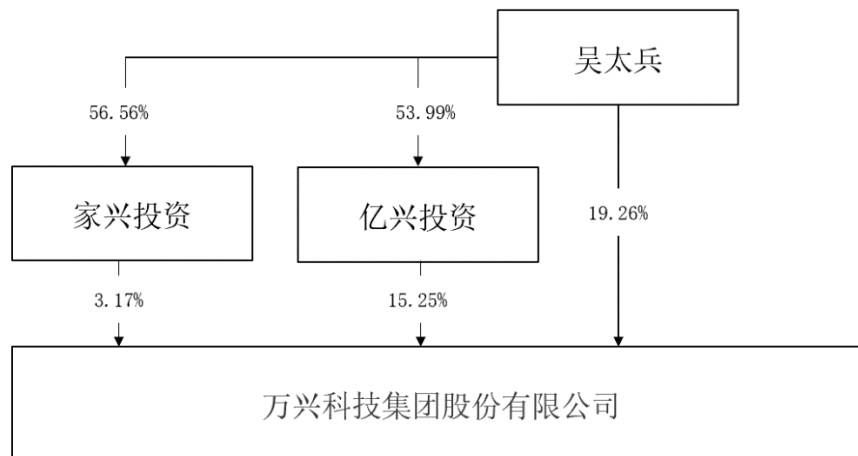 吴太兵
56.56%
53.99%
家兴投资
亿兴投资
19.26%
3.17%
15.25%
万兴科技集团股份有限公司